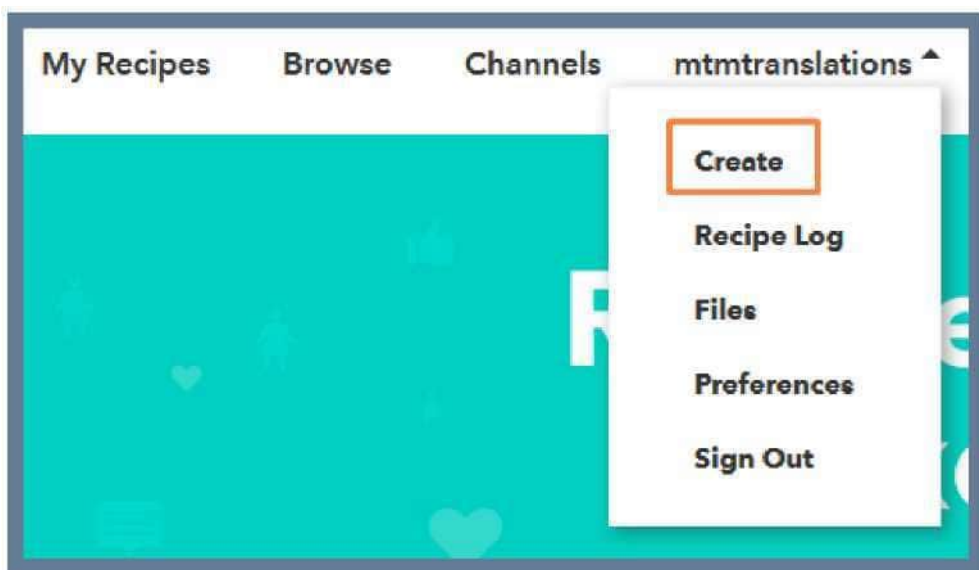 My Recipes Browse Channels mtmtranslations
Create
Recipe Log
Files
Preferences
Sign Out